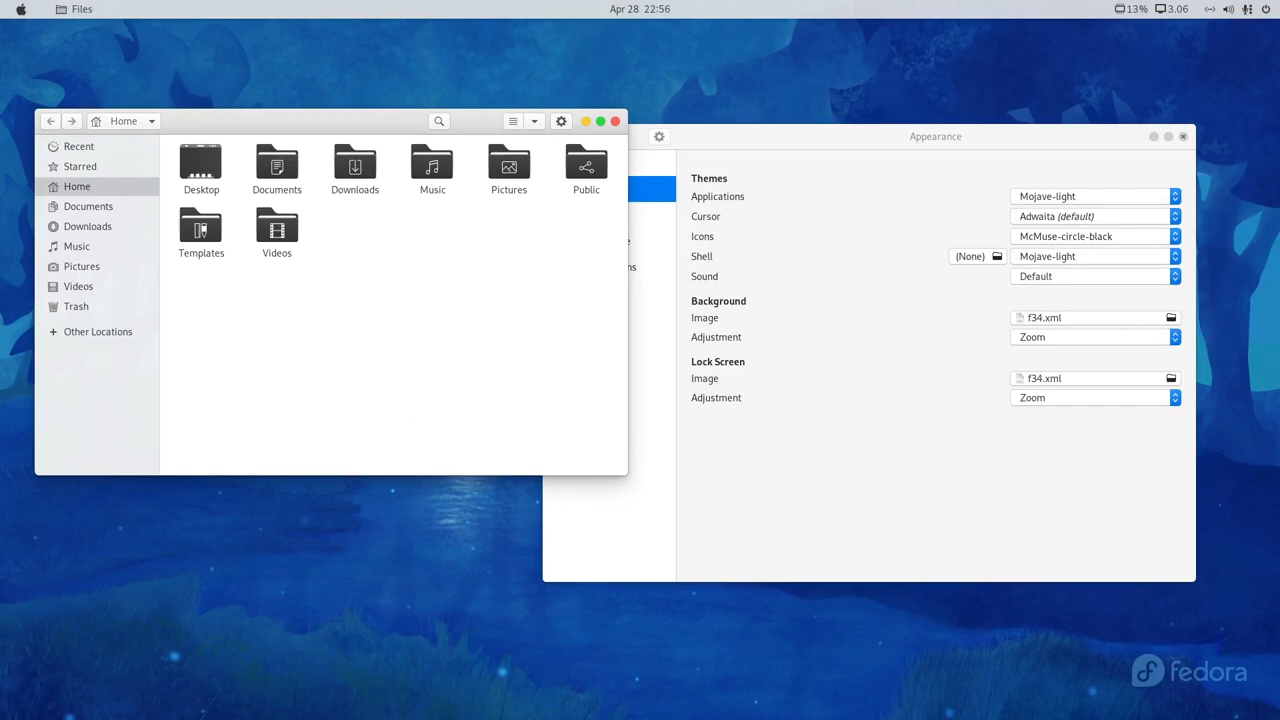 Files
Apr 28 22:56
13%
3.06
Home
Recent
Starred
Home
Documents
Downloads
Music
Pictures
Videos
Trash
Other Locations
Desktop
Documents
Downloads
Music
Pictures
Public
Templates
Videos
Appearance
Themes
Applications
Mojave-light
Cursor
Adwaita (default)
Icons
McMuse-circle-black
Shell
(None)
Mojave-light
Sound
Default
Background
Image
f34.xml
Adjustment
Zoom
Lock Screen
Image
f34.xml
Adjustment
Zoom
fedora